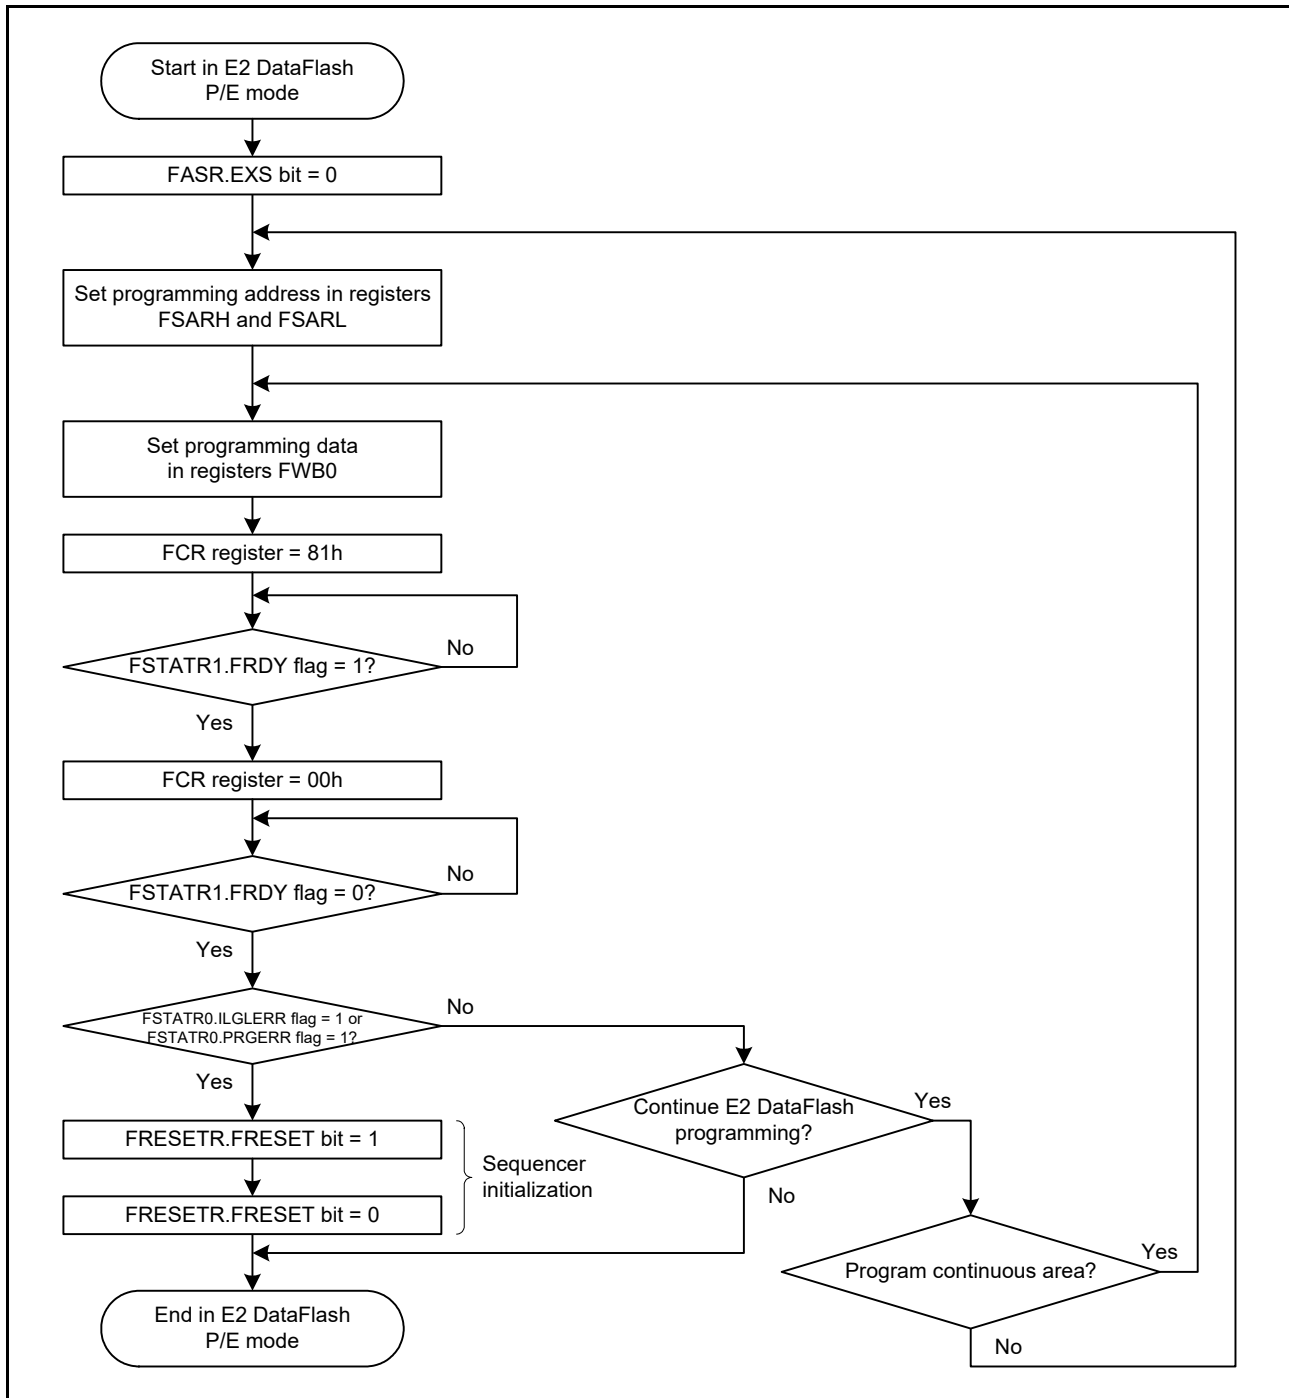 Start in E2 DataFlash
P/E mode
FASR.EXS bit = 0
Set programming address in registers
FSARH and FSARL
Set programming data
in registers FWB0
FCR register = 81h
FSTATR1.FRDY flag = 1?
No
Yes
FCR register = 00h
FSTATR1.FRDY flag = 0?
No
Yes
FSTATR0.ILGLERR flag = 1 or
FSTATR0.PRGERR flag = 1?
No
Yes
Continue E2 DataFlash
programming?
Yes
No
FRESETR.FRESET bit = 1
FRESETR.FRESET bit = 0
Sequencer
initialization
Program continuous area?
Yes
No
End in E2 DataFlash
P/E mode